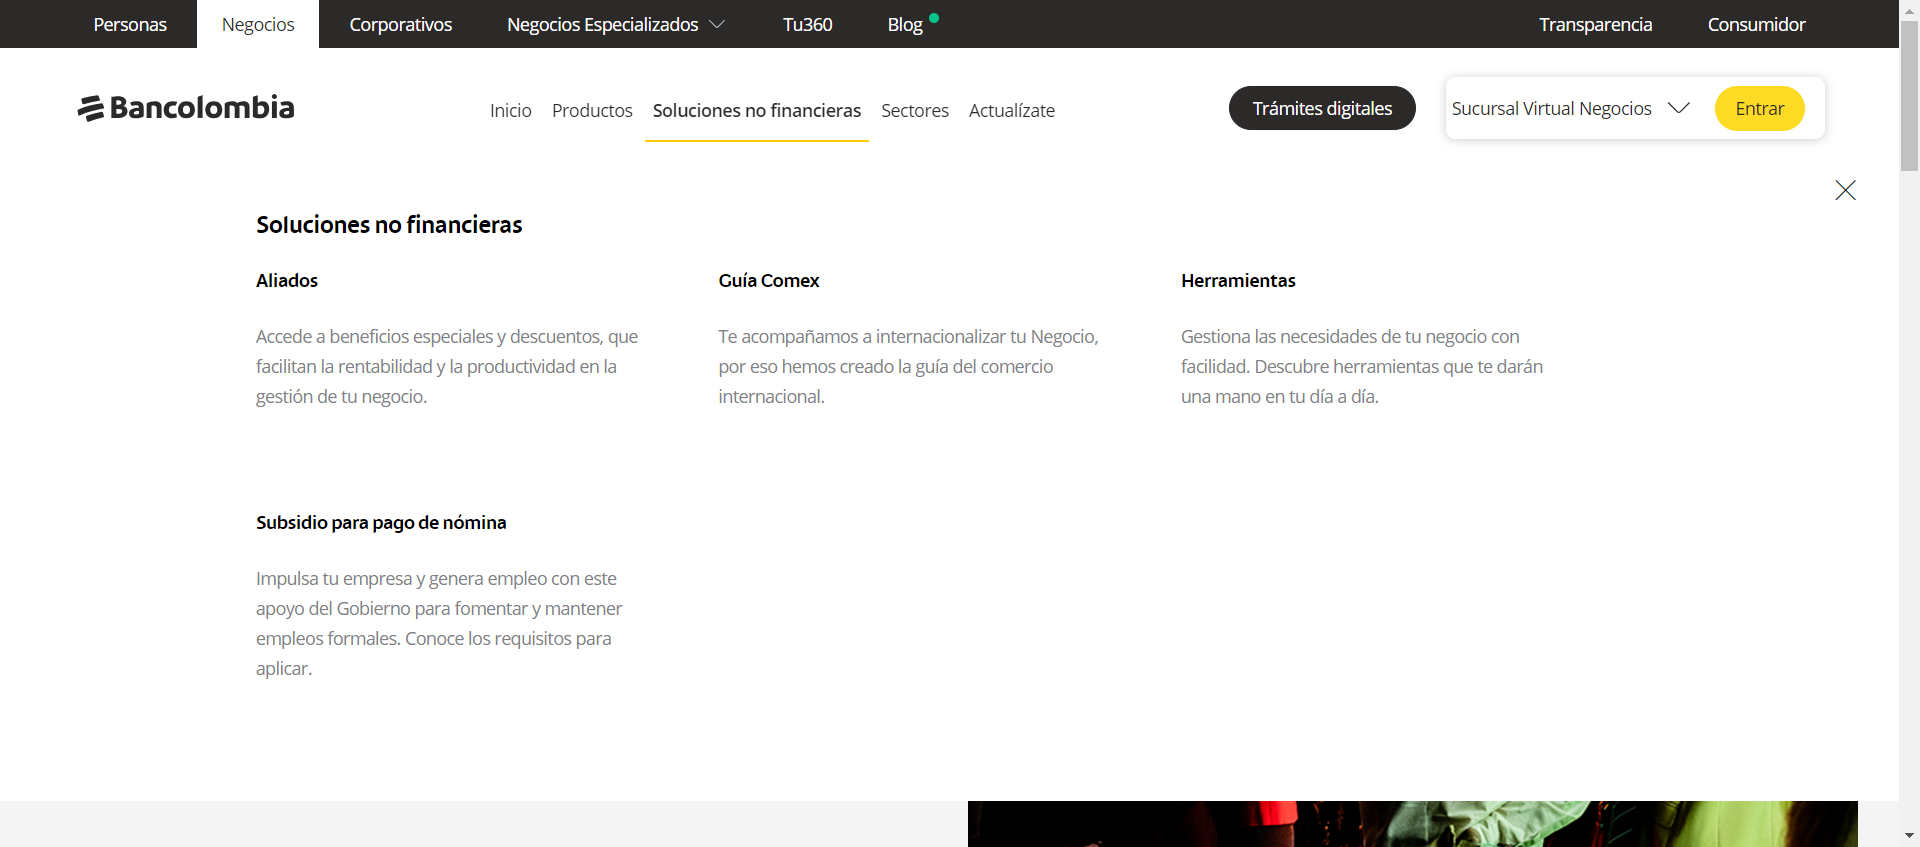 Personas
Negocios
Corporativos
Negocios Especializados
Tu360
Blog
Transparencia
Consumidor
Bancolombia
Inicio
Productos
Soluciones no financieras
Sectores
Actualízate
Trámites digitales
Sucursal Virtual Negocios
Entrar
Soluciones no financieras
Aliados
Accede a beneficios especiales y descuentos, que
facilitan la rentabilidad y la productividad en la
gestión de tu negocio.
Guía Comex
Te acompañamos a internacionalizar tu Negocio,
por eso hemos creado la guía del comercio
internacional.
Herramientas
Gestiona las necesidades de tu negocio con
facilidad. Descubre herramientas que te darán
una mano en tu día a día.
Subsidio para pago de nómina
Impulsa tu empresa y genera empleo con este
apoyo del Gobierno para fomentar y mantener
empleos formales. Conoce los requisitos para
aplicar.